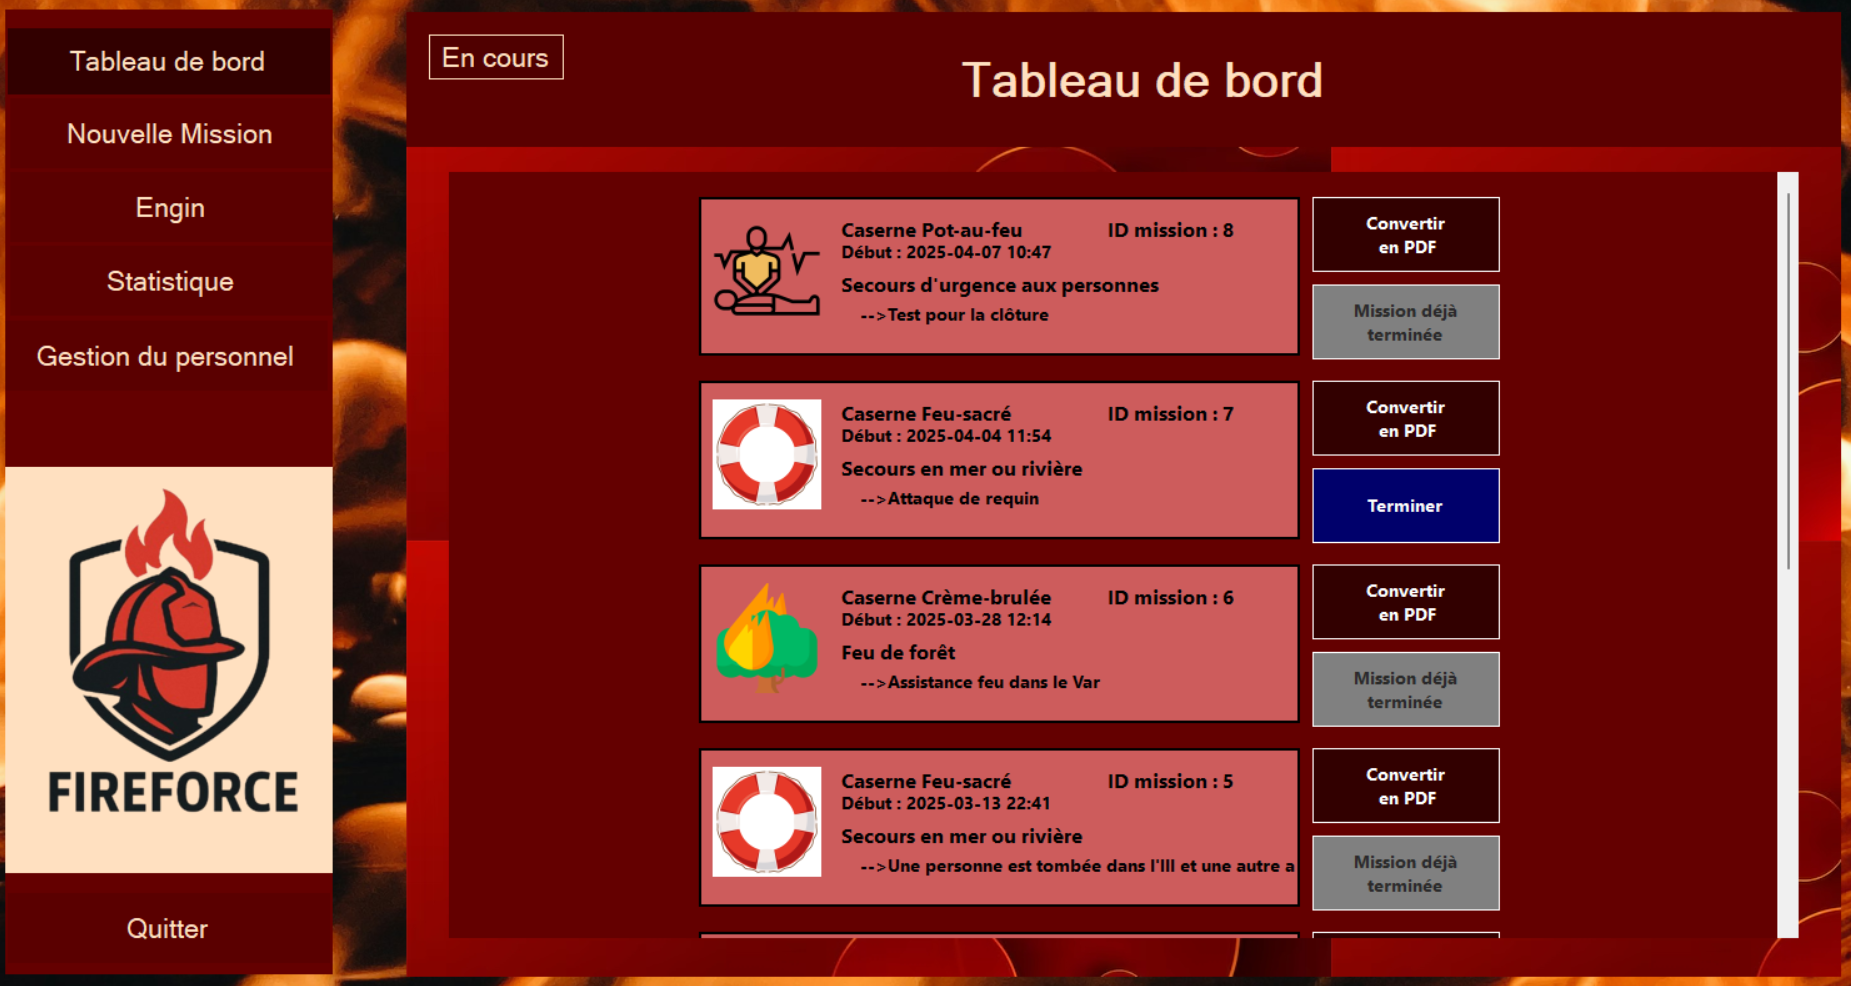 Tableau de bord
Nouvelle Mission
Engin
Statistique
Gestion du personnel
FIREFORCE
Quitter
En cours
Tableau de bord
Caserne Pot-au-feu ID mission : 8
Début : 2025-04-07 10:47
Secours d'urgence aux personnes
-->Test pour la clôture
Convertir
en PDF
Mission déjà
terminée
Caserne Feu-sacré ID mission : 7
Début : 2025-04-04 11:54
Secours en mer ou rivière
-->Attaque de requin
Convertir
en PDF
Terminer
Caserne Crème-brulée ID mission : 6
Début : 2025-03-28 12:14
Feu de forêt
-->Assistance feu dans le Var
Convertir
en PDF
Mission déjà
terminée
Caserne Feu-sacré ID mission : 5
Début : 2025-03-13 22:41
Secours en mer ou rivière
-->Une personne est tombée dans l'Ill et une autre a
Convertir
en PDF
Mission déjà
terminée